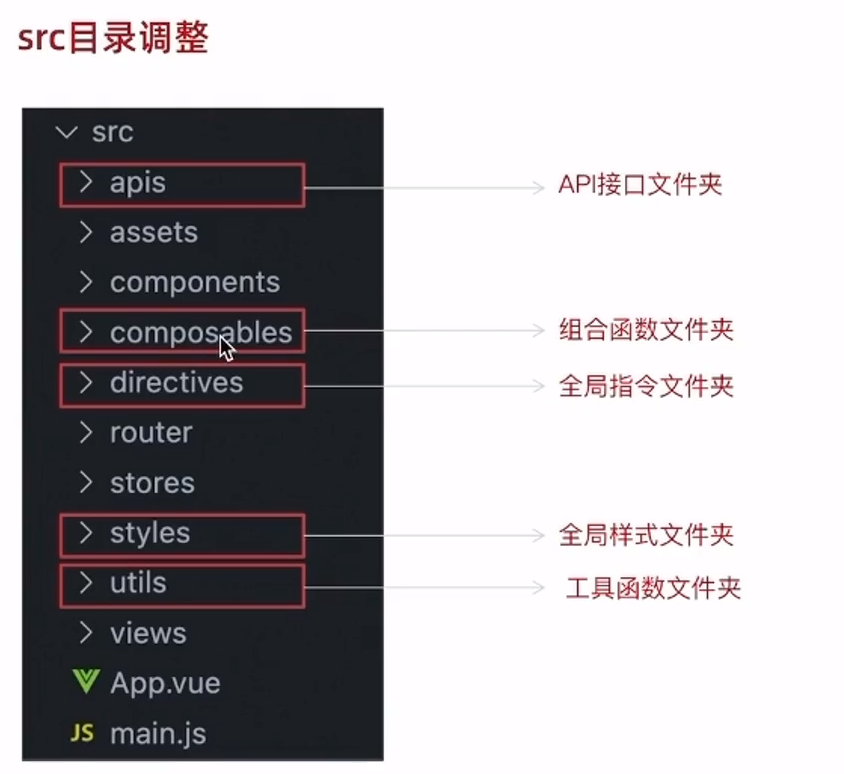 src目录调整
src
apis
API接口文件夹
assets
components
composables
组合函数文件夹
directives
全局指令文件夹
router
stores
styles
全局样式文件夹
utils
工具函数文件夹
views
App.vue
JS main.js